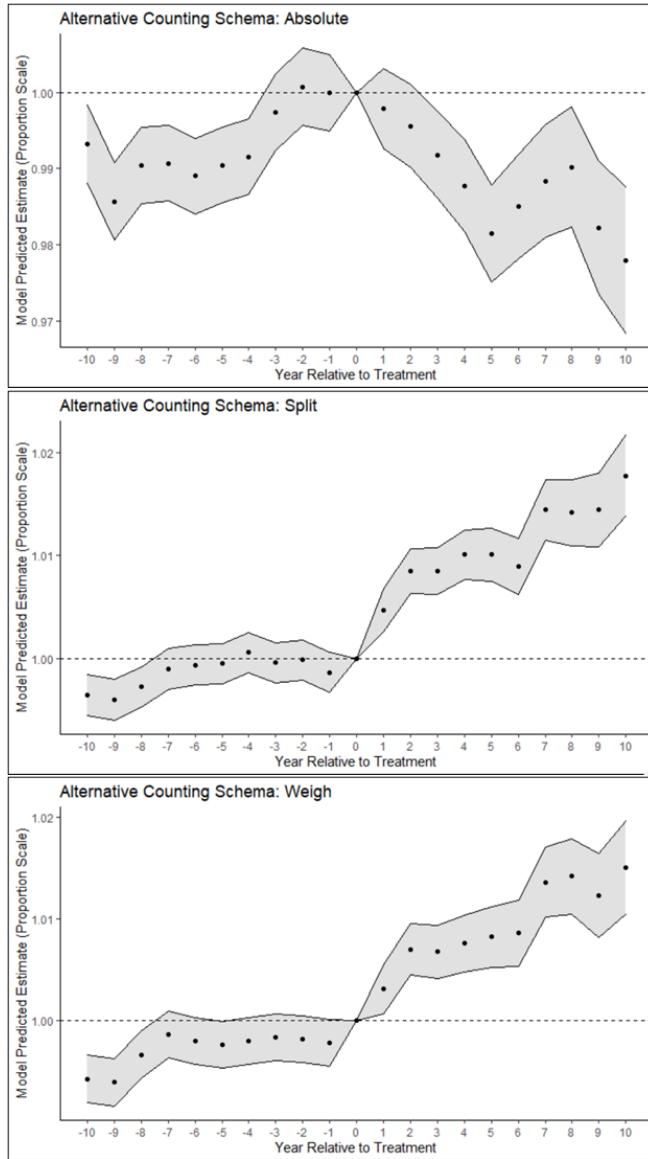 Alternative Counting Schema: Absolute
Model Predicted Estimate (Proportion Scale)
1.00
0.99
0.98
0.97
-10 -9 -8 -7 -6 -5 -4 -3 -2 -1 0 1 2 3 4 5 6 7 8 9 10
Year Relative to Treatment
Alternative Counting Schema: Split
Model Predicted Estimate (Proportion Scale)
1.02
1.01
1.00
-10 -9 -8 -7 -6 -5 -4 -3 -2 -1 0 1 2 3 4 5 6 7 8 9 10
Year Relative to Treatment
Alternative Counting Schema: Weigh
Model Predicted Estimate (Proportion Scale)
1.02
1.01
1.00
-10 -9 -8 -7 -6 -5 -4 -3 -2 -1 0 1 2 3 4 5 6 7 8 9 10
Year Relative to Treatment